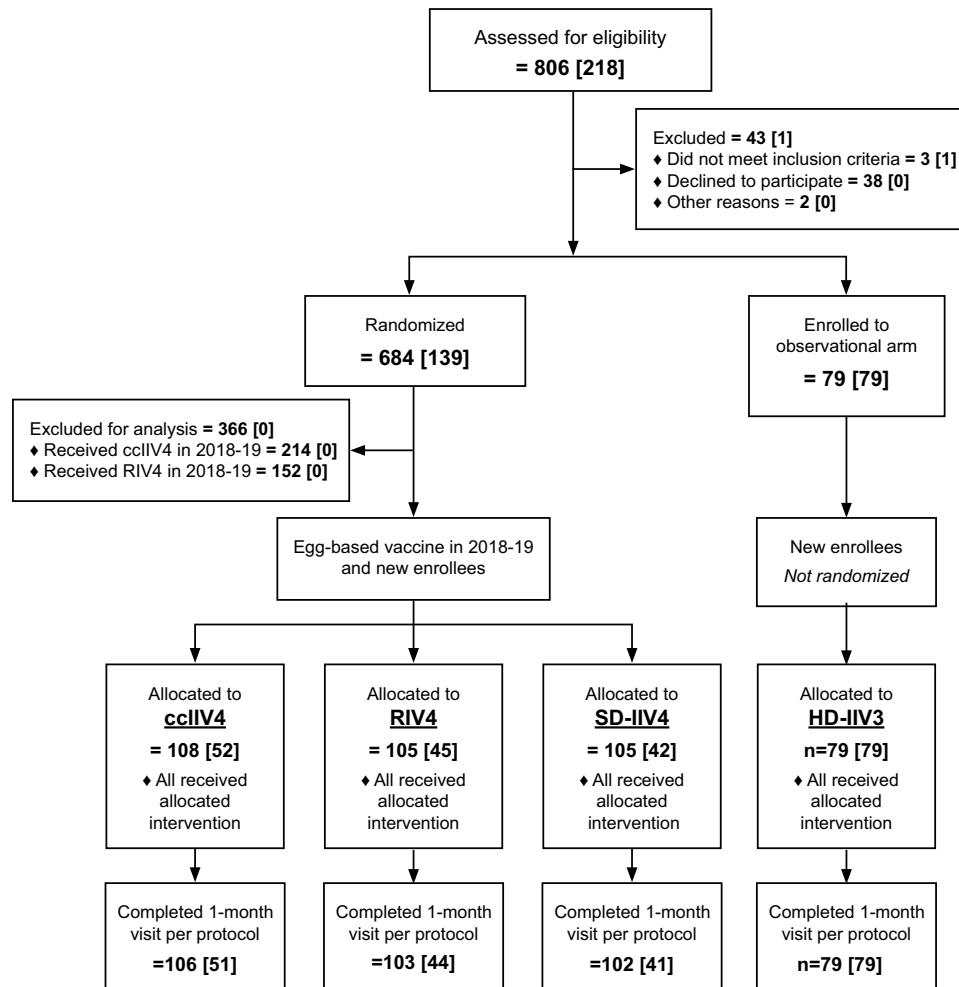 Assessed for eligibility
= 806 [218]
Excluded = 43 [1]
♦ Did not meet inclusion criteria = 3 [1]
♦ Declined to participate = 38 [0]
♦ Other reasons = 2 [0]
Randomized
= 684 [139]
Enrolled to
observational arm
= 79 [79]
Excluded for analysis = 366 [0]
♦ Received ccIIV4 in 2018-19 = 214 [0]
♦ Received RIV4 in 2018-19 = 152 [0]
Egg-based vaccine in 2018-19
and new enrollees
New enrollees
Not randomized
Allocated to
ccIIV4
= 108 [52]
♦ All received
allocated
intervention
Allocated to
RIV4
= 105 [45]
♦ All received
allocated
intervention
Allocated to
SD-IIV4
= 105 [42]
♦ All received
allocated
intervention
Allocated to
HD-IIV3
n=79 [79]
♦ All received
allocated
intervention
Completed 1-month
visit per protocol
=106 [51]
Completed 1-month
visit per protocol
=103 [44]
Completed 1-month
visit per protocol
=102 [41]
Completed 1-month
visit per protocol
n=79 [79]